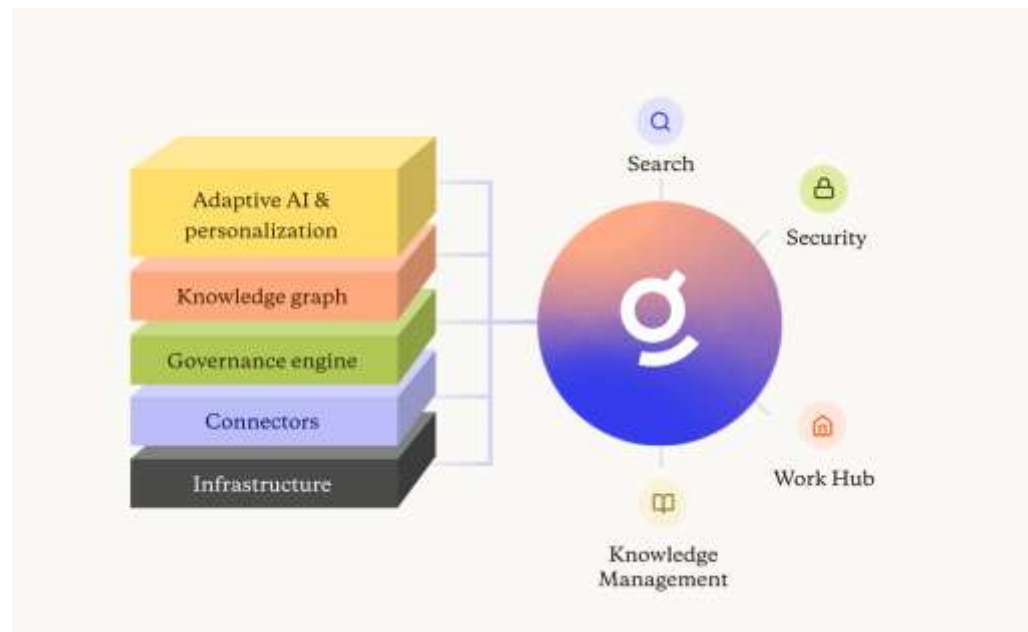 Adaptive AI &
personalization
Knowledge graph
Governance engine
Connectors
Infrastructure
g
Search
Security
Work Hub
Knowledge
Management